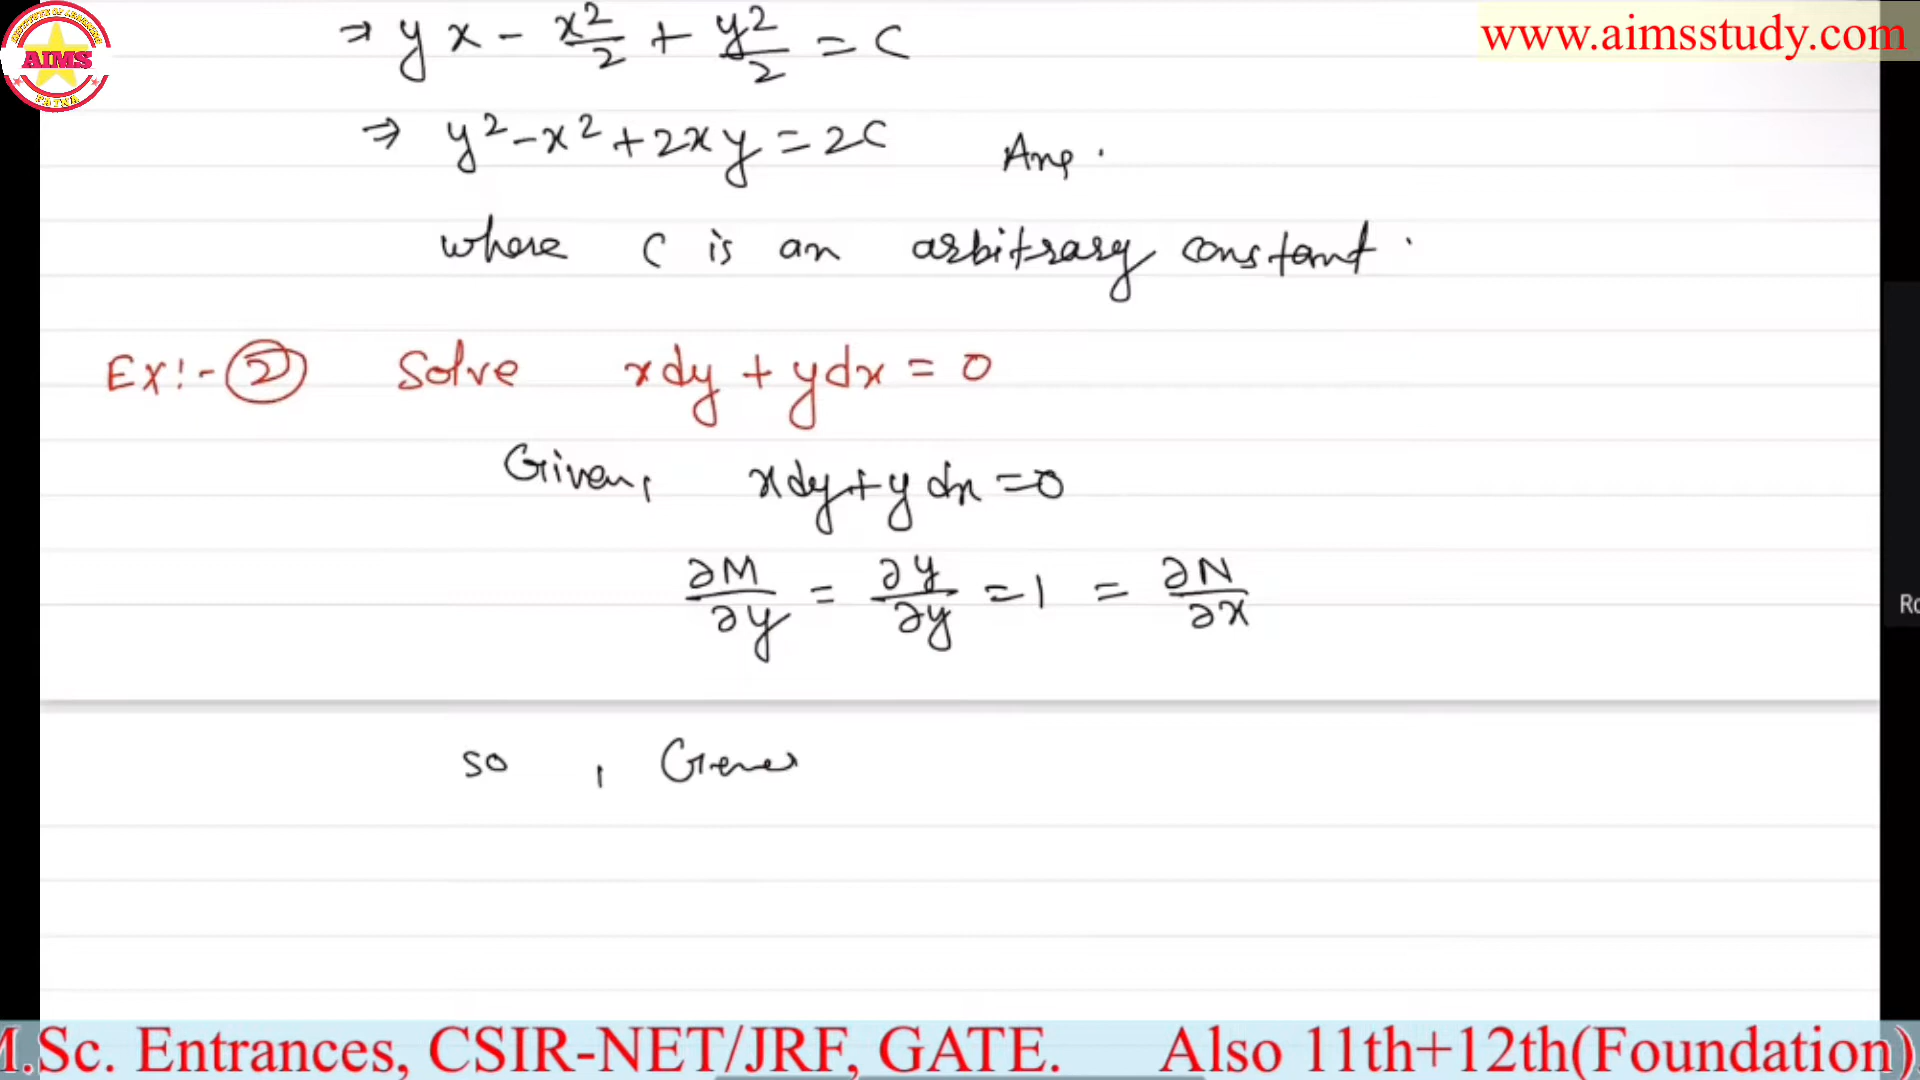 AIMS
PATNA
www.aimsstudy.com
⇒ yx - x²/2 + y²/2 = C
⇒ y² - x² + 2xy = 2C Ans.
where C is an arbitrary constant.
Ex:- ② Solve xdy + ydx = 0
Given, xdy + ydx = 0
∂M/∂y = ∂y/∂y = 1 = ∂N/∂x
Ro
so , Gener
M.Sc. Entrances, CSIR-NET/JRF, GATE. Also 11th+12th(Foundation)